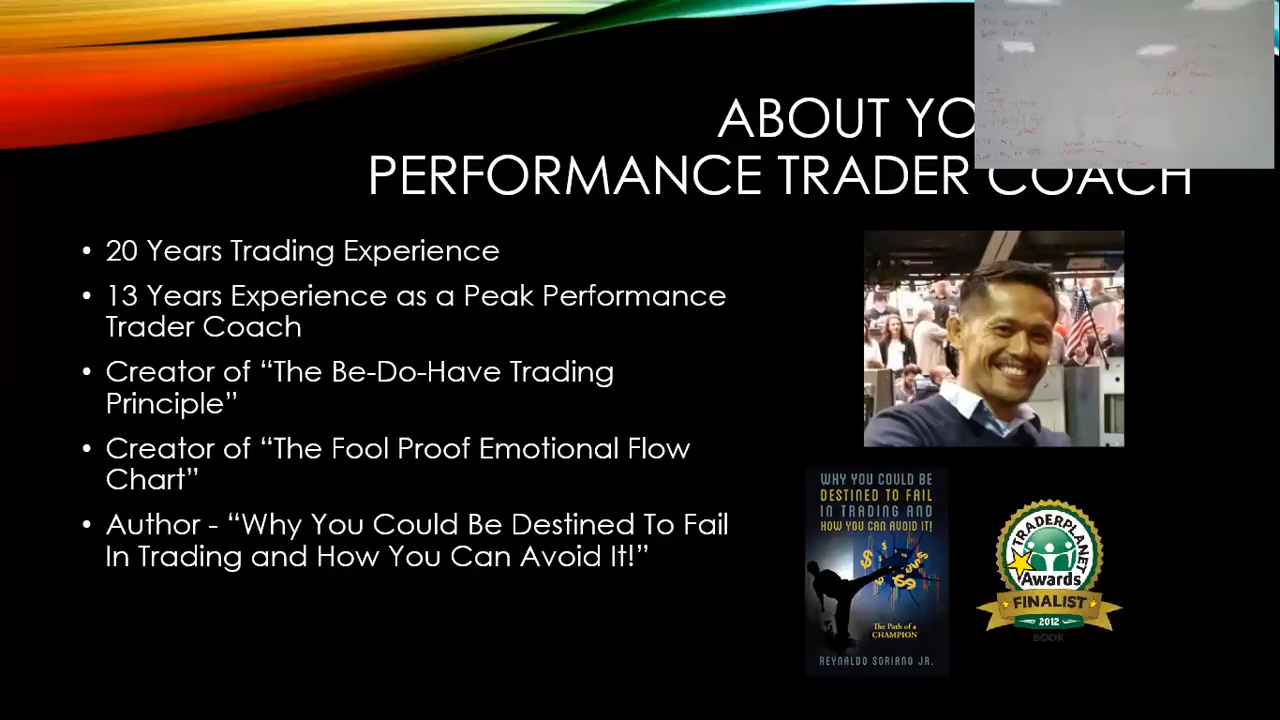 ABOUT YO
PERFORMANCE TRADER COACH
• 20 Years Trading Experience
• 13 Years Experience as a Peak Performance
Trader Coach
• Creator of “The Be-Do-Have Trading
Principle”
• Creator of “The Fool Proof Emotional Flow
Chart”
• Author - “Why You Could Be Destined To Fail
In Trading and How You Can Avoid It!”
WHY YOU COULD BE
DESTINED TO FAIL
IN TRADING AND
HOW YOU CAN AVOID IT!
The Path of a
CHAMPION
REYNALDO SORIANO JR.
TRADERPLANET
Awards
FINALIST
2012
BOOK